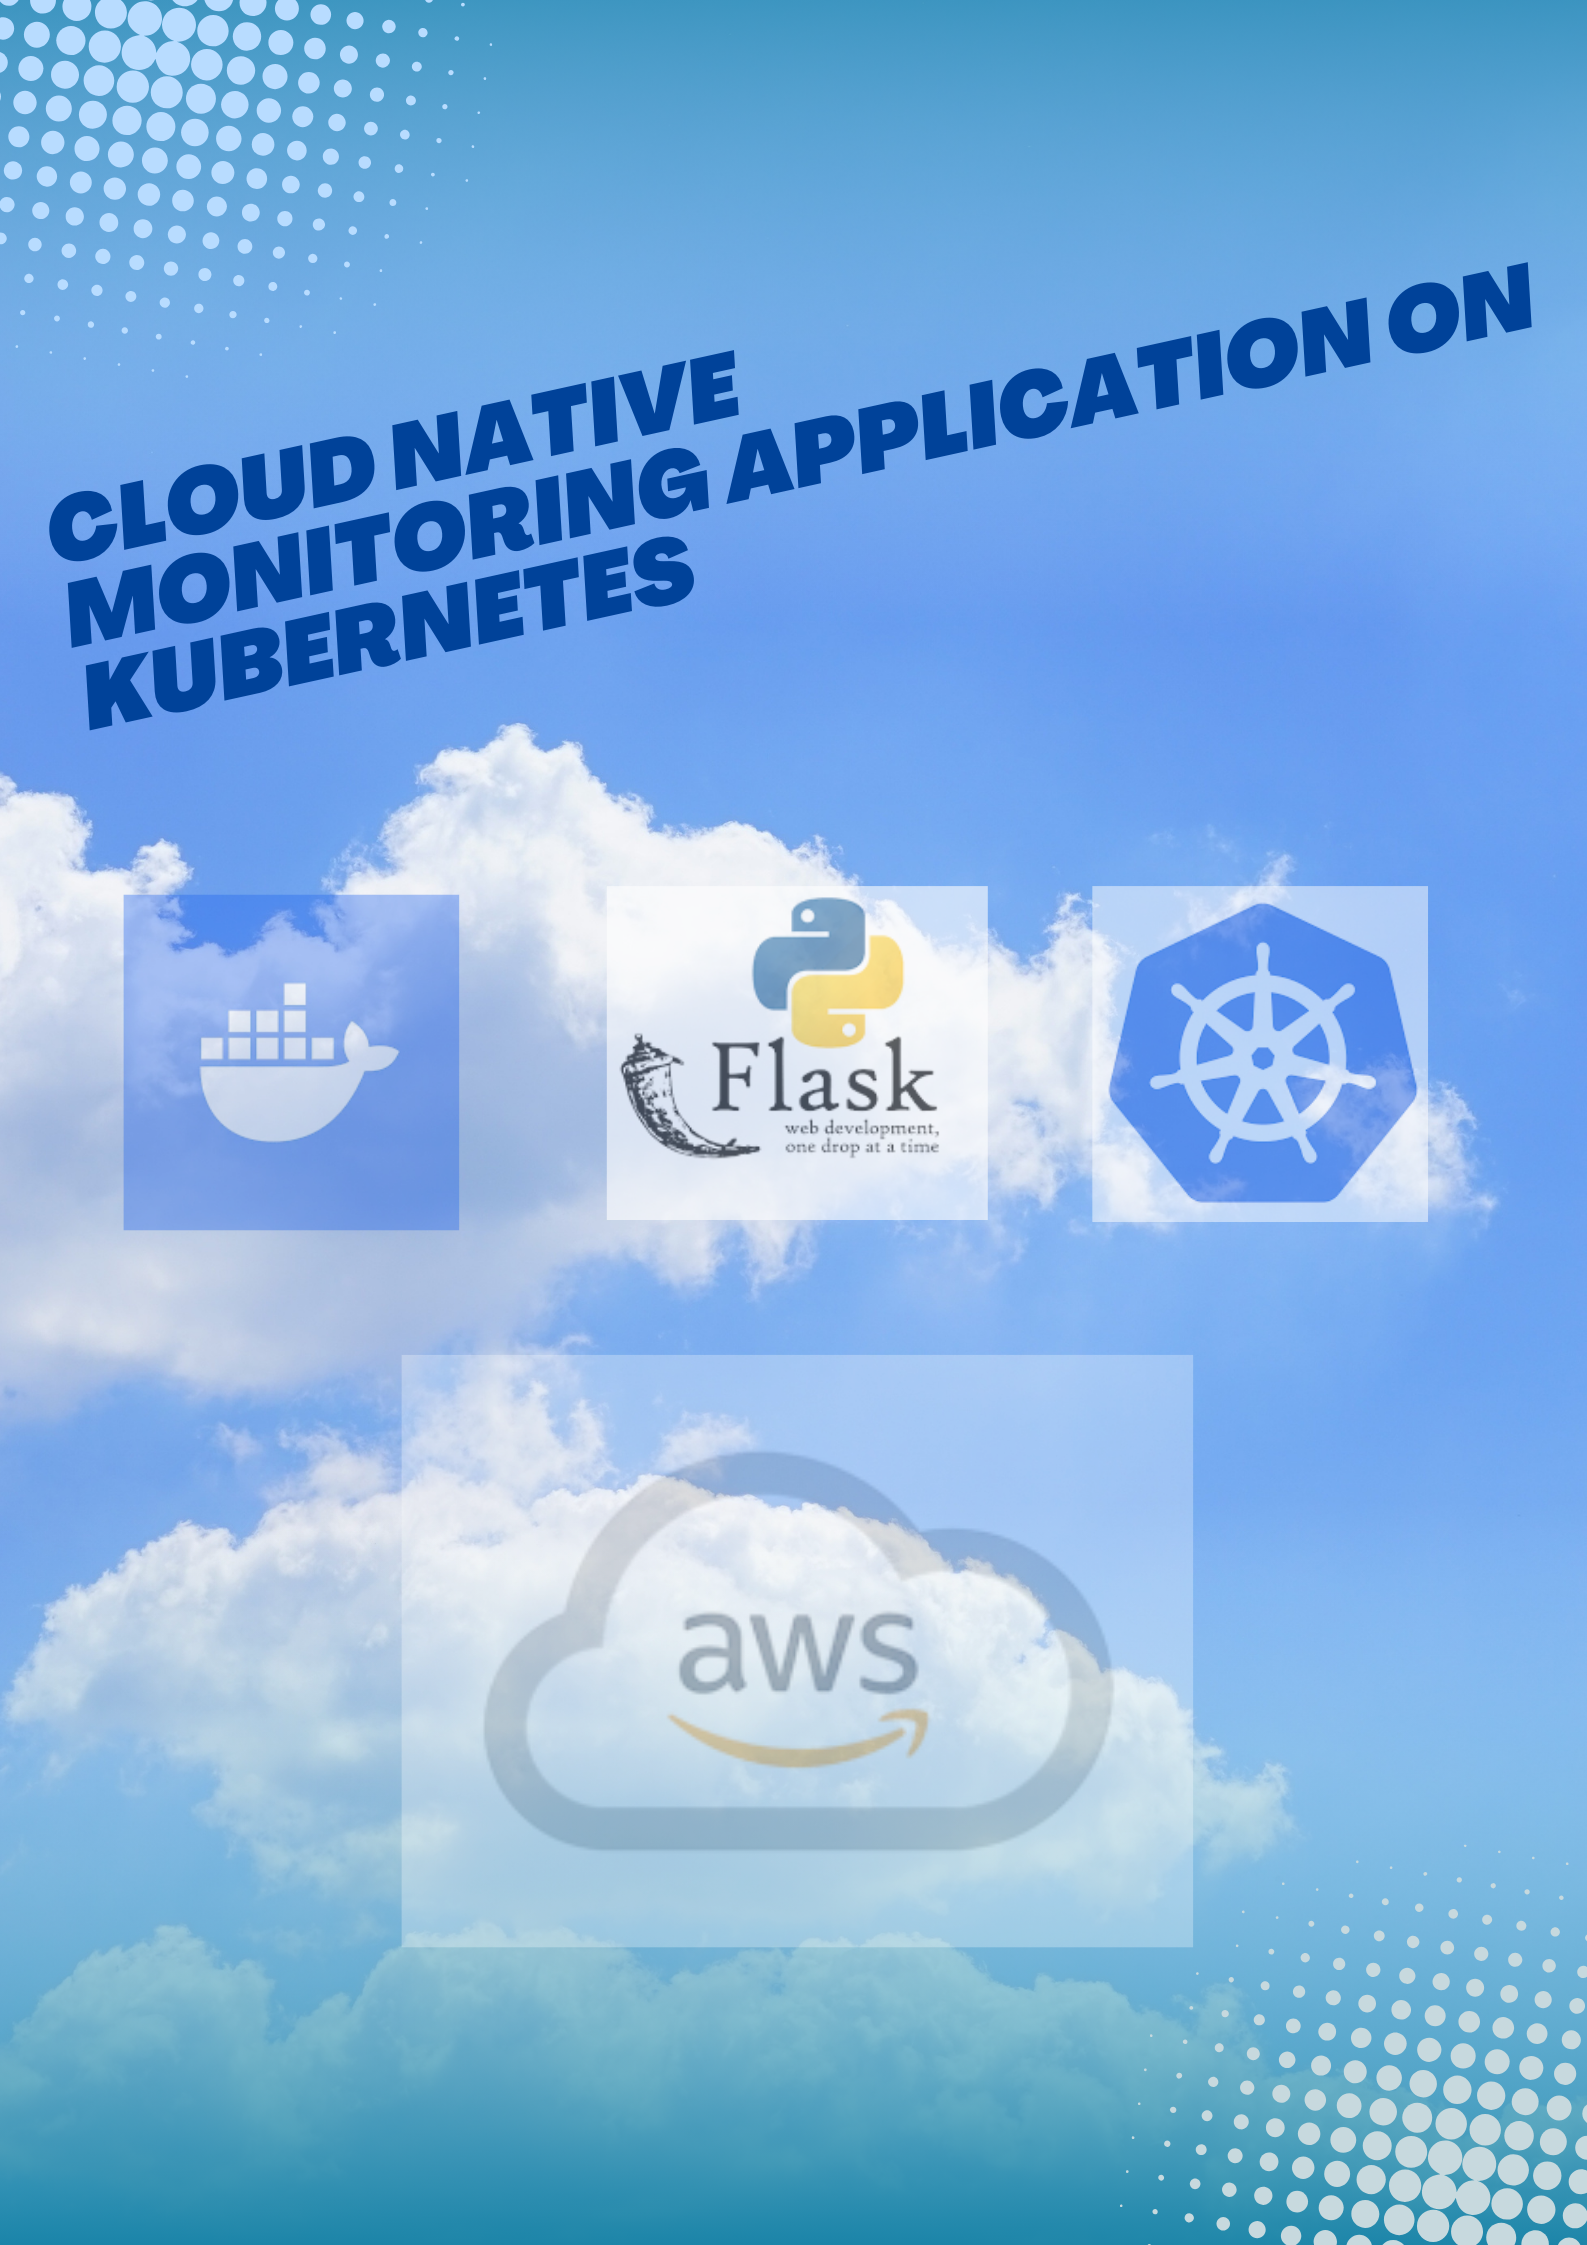 CLOUD NATIVE
MONITORING APPLICATION ON
KUBERNETES
Flask
web development,
one drop at a time
aws